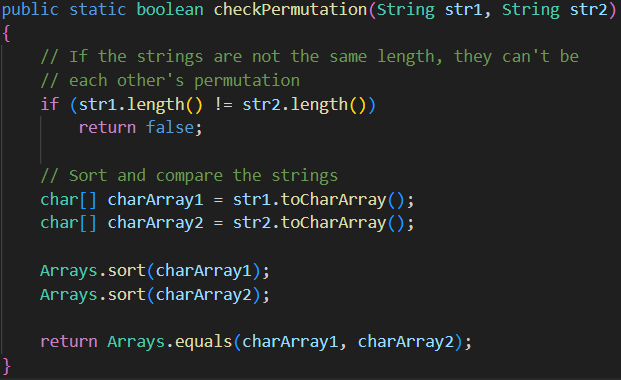 public static boolean checkPermutation(String str1, String str2)
{
    // If the strings are not the same length, they can't be
    // each other's permutation
    if (str1.length() != str2.length())
        return false;

    // Sort and compare the strings
    char[] charArray1 = str1.toCharArray();
    char[] charArray2 = str2.toCharArray();

    Arrays.sort(charArray1);
    Arrays.sort(charArray2);

    return Arrays.equals(charArray1, charArray2);
}